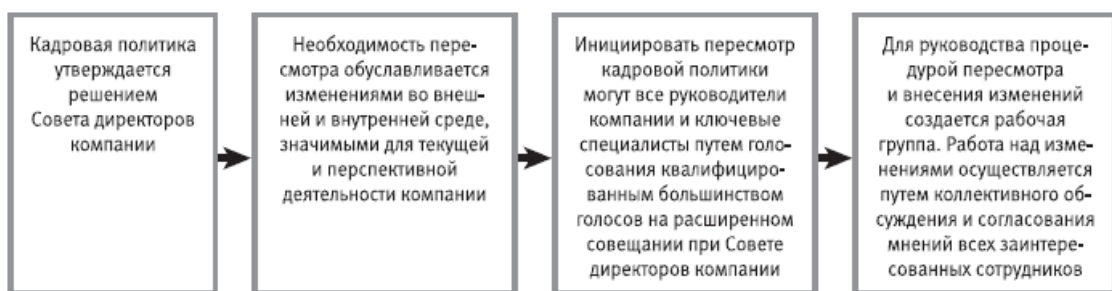 Кадровая политика
утверждается
решением
Совета директоров
компании
Необходимость пере-
смотра обуславливается
изменениями во внеш-
ней и внутренней среде,
значимыми для текущей
и перспективной
деятельности компании
Инициировать пересмотр
кадровой политики
могут все руководители
компании и ключевые
специалисты путем голо-
сования квалифициро-
ванным большинством
голосов на расширенном
совещании при Совете
директоров компании
Для руководства проце-
дурой пересмотра
и внесения изменений
создается рабочая
группа. Работа над изме-
нениями осуществляется
путем коллективного об-
суждения и согласования
мнений всех заинтере-
сованных сотрудников